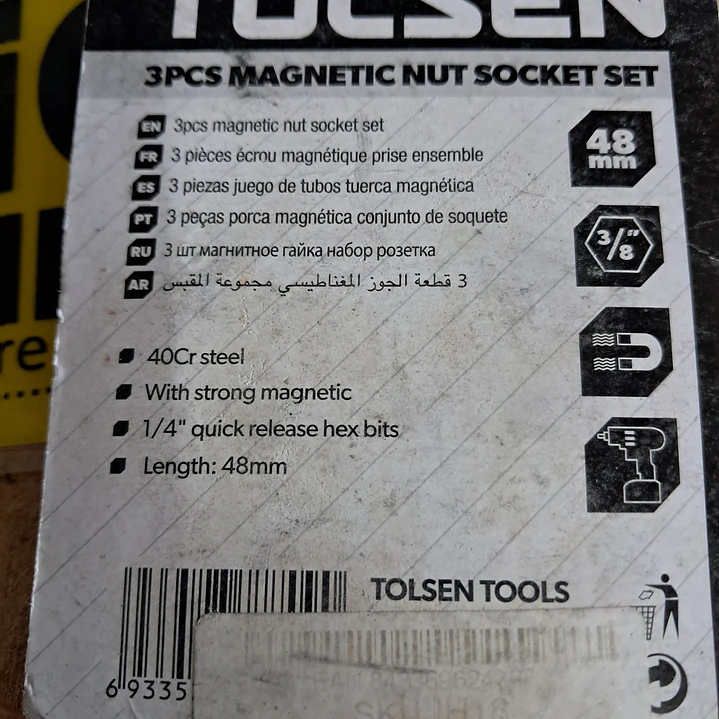 TOLSEN
3PCS MAGNETIC NUT SOCKET SET
EN 3pcs magnetic nut socket set
FR 3 pièces écrou magnétique prise ensemble
ES 3 piezas juego de tubos tuerca magnética
PT 3 peças porca magnética conjunto de soquete
RU 3 шт магнитное гайка набор розетка
AR 3 قطعة الجوز المغناطيسي مجموعة المقبس
48
mm
3/8"
40Cr steel
With strong magnetic
1/4" quick release hex bits
Length: 48mm
TOLSEN TOOLS
6 9335